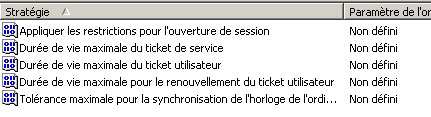 Stratégie Paramètre de l'or
Appliquer les restrictions pour l'ouverture de session Non défini
Durée de vie maximale du ticket de service Non défini
Durée de vie maximale du ticket utilisateur Non défini
Durée de vie maximale pour le renouvellement du ticket utilisateur Non défini
Tolérance maximale pour la synchronisation de l'horloge de l'ordi... Non défini